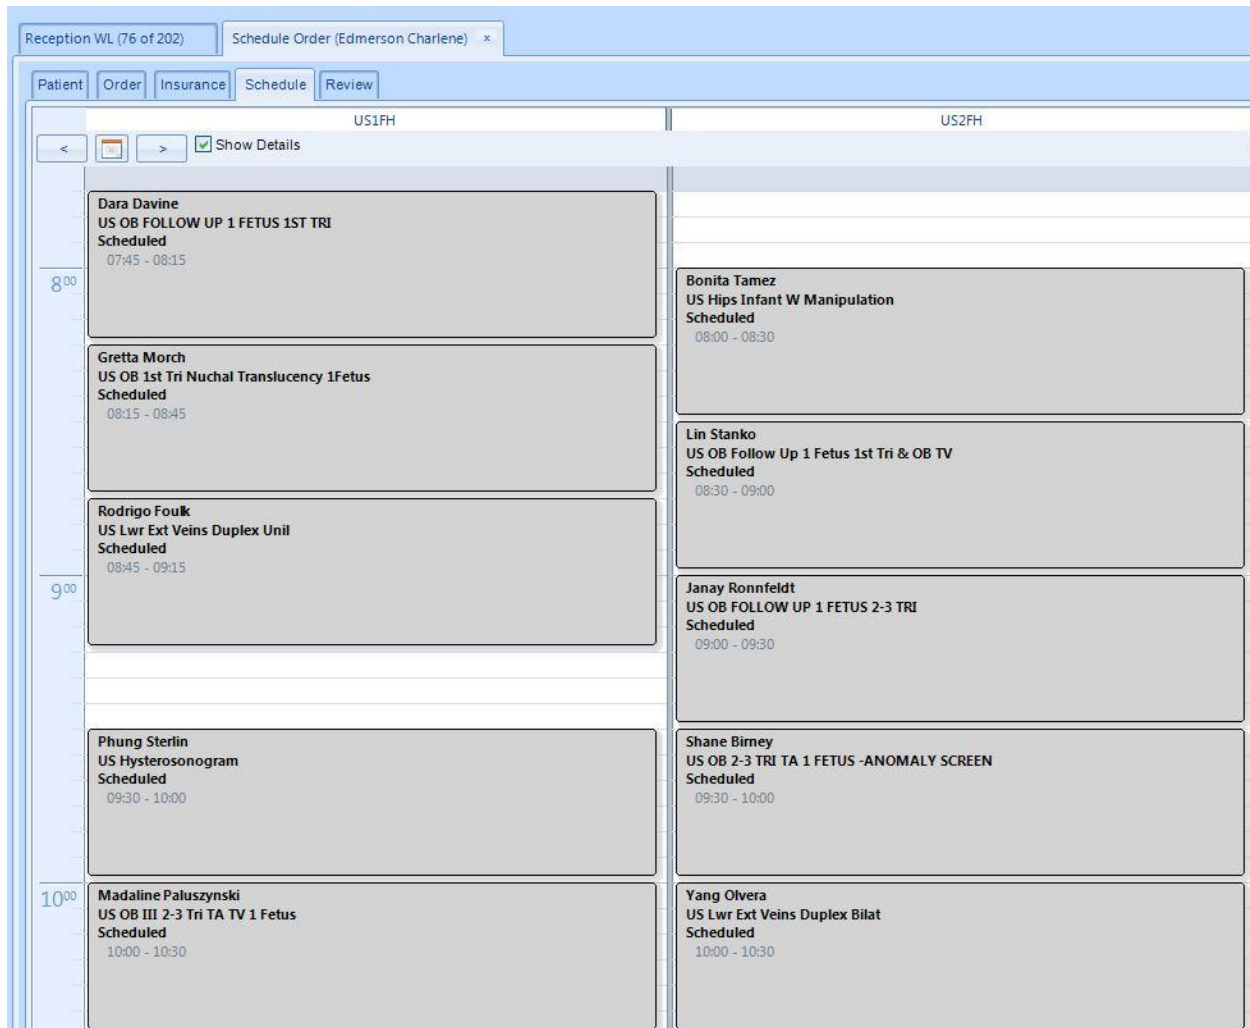 Reception WL (76 of 202)
Schedule Order (Edmerson Charlene) x
Patient
Order
Insurance
Schedule
Review
US1FH
US2FH
<
>
Show Details
Dara Davine
US OB FOLLOW UP 1 FETUS 1ST TRI
Scheduled
07:45 - 08:15
8 00
Gretta Morch
US OB 1st Tri Nuchal Translucency 1Fetus
Scheduled
08:15 - 08:45
Rodrigo Foulk
US Lwr Ext Veins Duplex Unil
Scheduled
08:45 - 09:15
9 00
Phung Sterlin
US Hysterosonogram
Scheduled
09:30 - 10:00
10 00
Madaline Paluszynski
US OB III 2-3 Tri TA TV 1 Fetus
Scheduled
10:00 - 10:30
Bonita Tamez
US Hips Infant W Manipulation
Scheduled
08:00 - 08:30
Lin Stanko
US OB Follow Up 1 Fetus 1st Tri & OB TV
Scheduled
08:30 - 09:00
Janay Ronnfeldt
US OB FOLLOW UP 1 FETUS 2-3 TRI
Scheduled
09:00 - 09:30
Shane Birney
US OB 2-3 TRI TA 1 FETUS -ANOMALY SCREEN
Scheduled
09:30 - 10:00
Yang Olvera
US Lwr Ext Veins Duplex Bilat
Scheduled
10:00 - 10:30